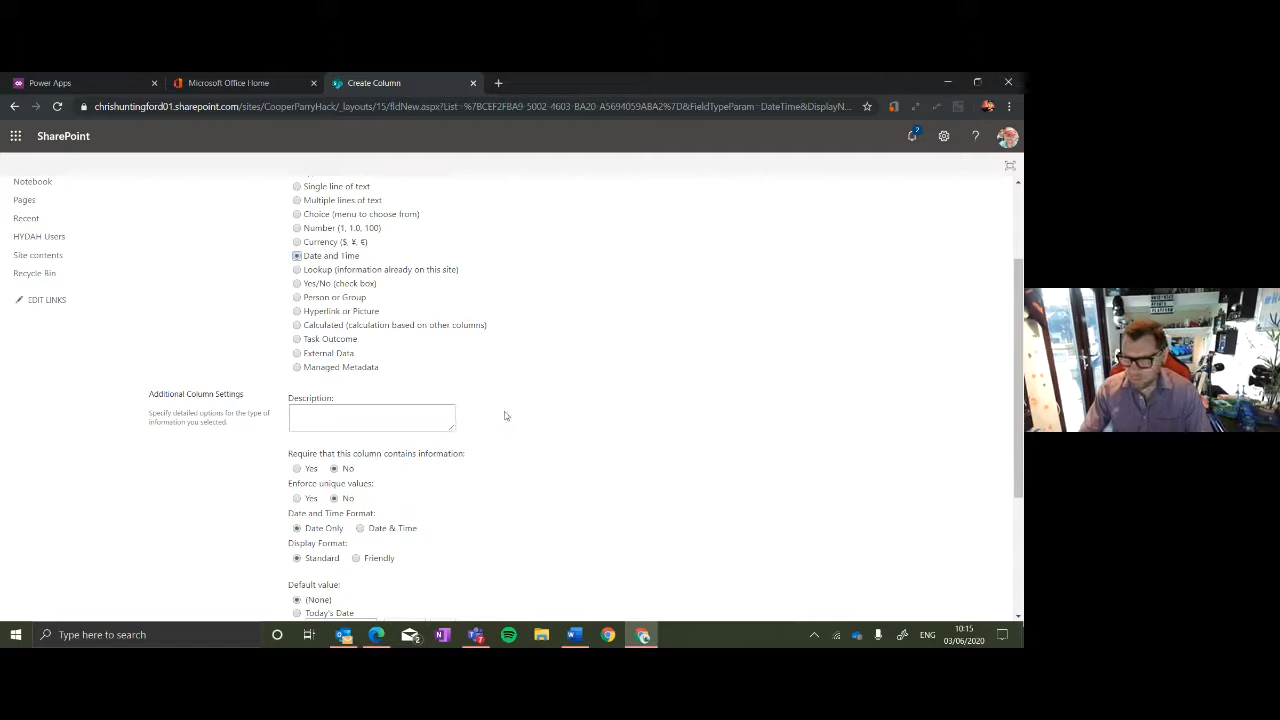 Power Apps
Microsoft Office Home
Create Column
chrishuntingford01.sharepoint.com/sites/CooperParryHack/_layouts/15/fldNew.aspx?List=%7BCEF2FBA9-5002-4603-BA20-A5694059ABA2%7D&FieldTypeParam=DateTime&DisplayN...
SharePoint
2
Notebook
Pages
Recent
HYDAH Users
Site contents
Recycle Bin
EDIT LINKS
Single line of text
Multiple lines of text
Choice (menu to choose from)
Number (1, 1.0, 100)
Currency ($, ¥, €)
Date and Time
Lookup (information already on this site)
Yes/No (check box)
Person or Group
Hyperlink or Picture
Calculated (calculation based on other columns)
Task Outcome
External Data
Managed Metadata
Additional Column Settings
Specify detailed options for the type of
information you selected.
Description:
Require that this column contains information:
Yes No
Enforce unique values:
Yes No
Date and Time Format:
Date Only Date & Time
Display Format:
Standard Friendly
Default value:
(None)
Today's Date
Type here to search
2
7
ENG
10:15
03/06/2020